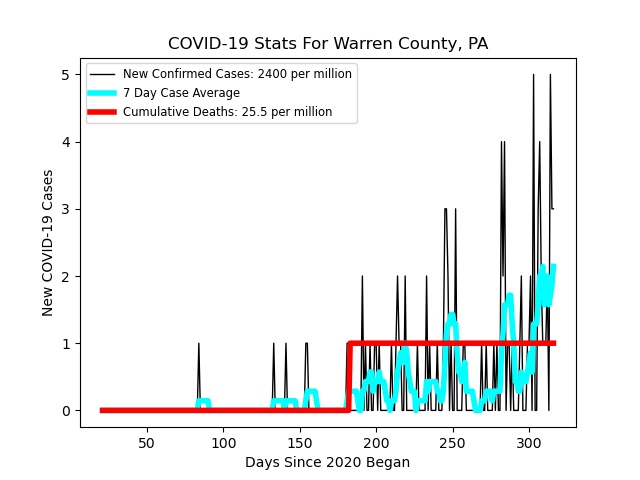 COVID-19 Stats For Warren County, PA
New Confirmed Cases: 2400 per million
7 Day Case Average
Cumulative Deaths: 25.5 per million
New COVID-19 Cases
5
4
3
2
1
0
50 100 150 200 250 300
Days Since 2020 Began